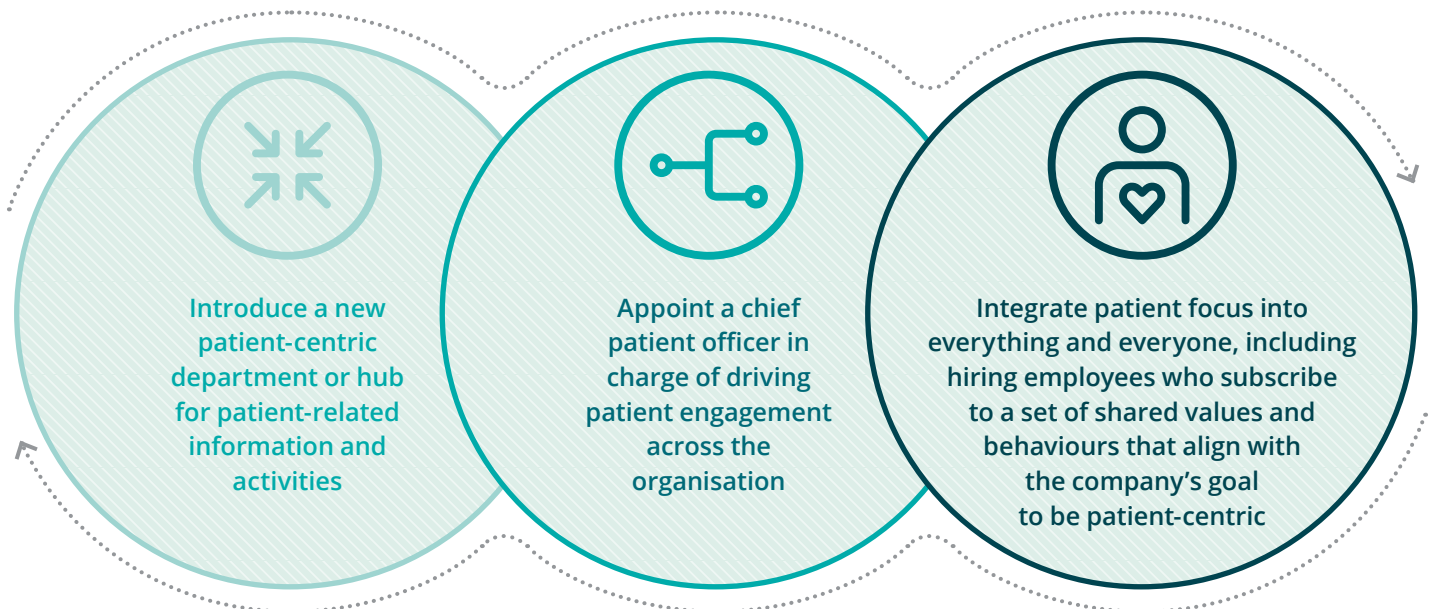 Introduce a new
patient-centric
department or hub
for patient-related
information and
activities
Appoint a chief
patient officer in
charge of driving
patient engagement
across the
organisation
Integrate patient focus into
everything and everyone, including
hiring employees who subscribe
to a set of shared values and
behaviours that align with
the company’s goal
to be patient-centric